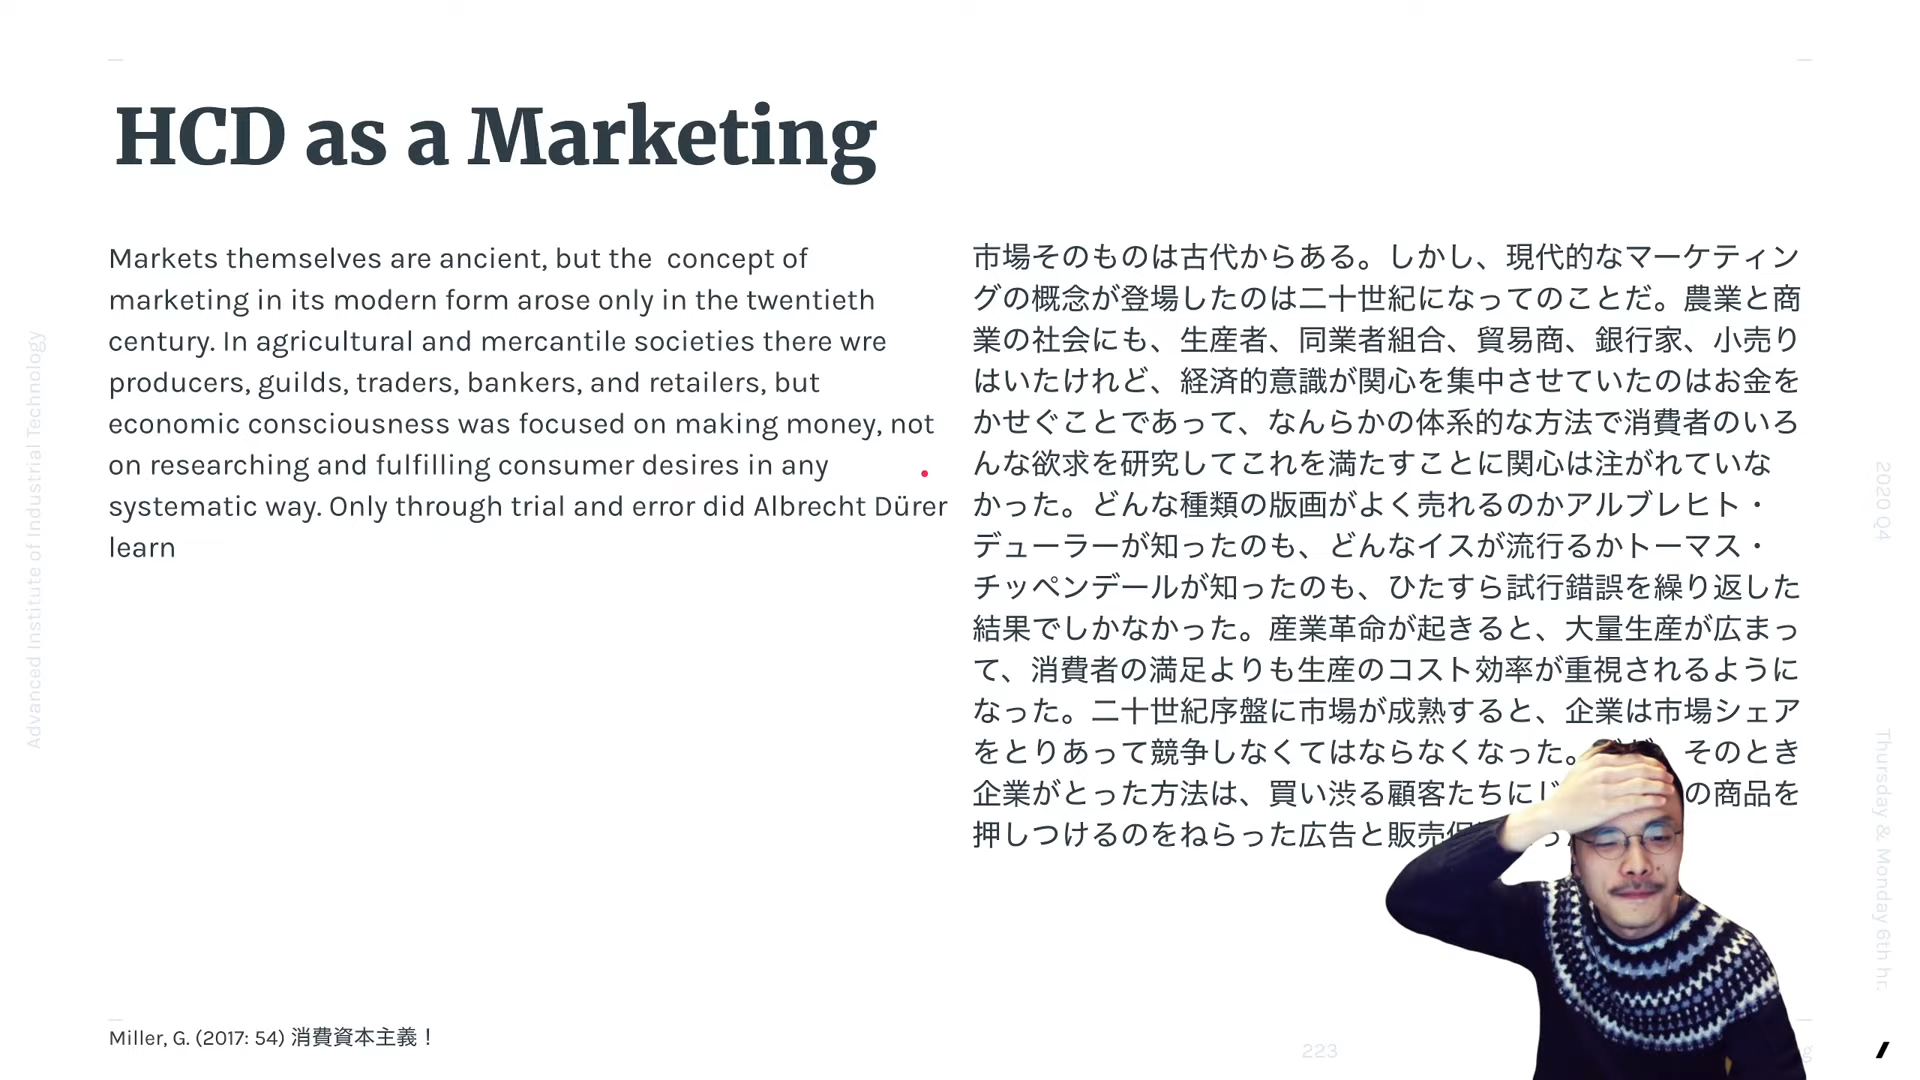 HCD as a Marketing
Markets themselves are ancient, but the  concept of
marketing in its modern form arose only in the twentieth
century. In agricultural and mercantile societies there wre
producers, guilds, traders, bankers, and retailers, but
economic consciousness was focused on making money, not
on researching and fulfilling consumer desires in any
systematic way. Only through trial and error did Albrecht Dürer
learn
市場そのものは古代からある。しかし、現代的なマーケティン
グの概念が登場したのは二十世紀になってのことだ。農業と商
業の社会にも、生産者、同業者組合、貿易商、銀行家、小売り
はいたけれど、経済的意識が関心を集中させていたのはお金を
かせぐことであって、なんらかの体系的な方法で消費者のいろ
んな欲求を研究してこれを満たすことに関心は注がれていな
かった。どんな種類の版画がよく売れるのかアルブレヒト・
デューラーが知ったのも、どんなイスが流行るかトーマス・
チッペンデールが知ったのも、ひたすら試行錯誤を繰り返した
結果でしかなかった。産業革命が起きると、大量生産が広まっ
て、消費者の満足よりも生産のコスト効率が重視されるように
なった。二十世紀序盤に市場が成熟すると、企業は市場シェア
をとりあって競争しなくてはならなくなった。 そのとき
企業がとった方法は、買い渋る顧客たちに の商品を
押しつけるのをねらった広告と販売
Miller, G. (2017: 54) 消費資本主義！
223
Advanced Institute of Industrial Technology
2020 Q4
Thursday & Monday 6th hr.